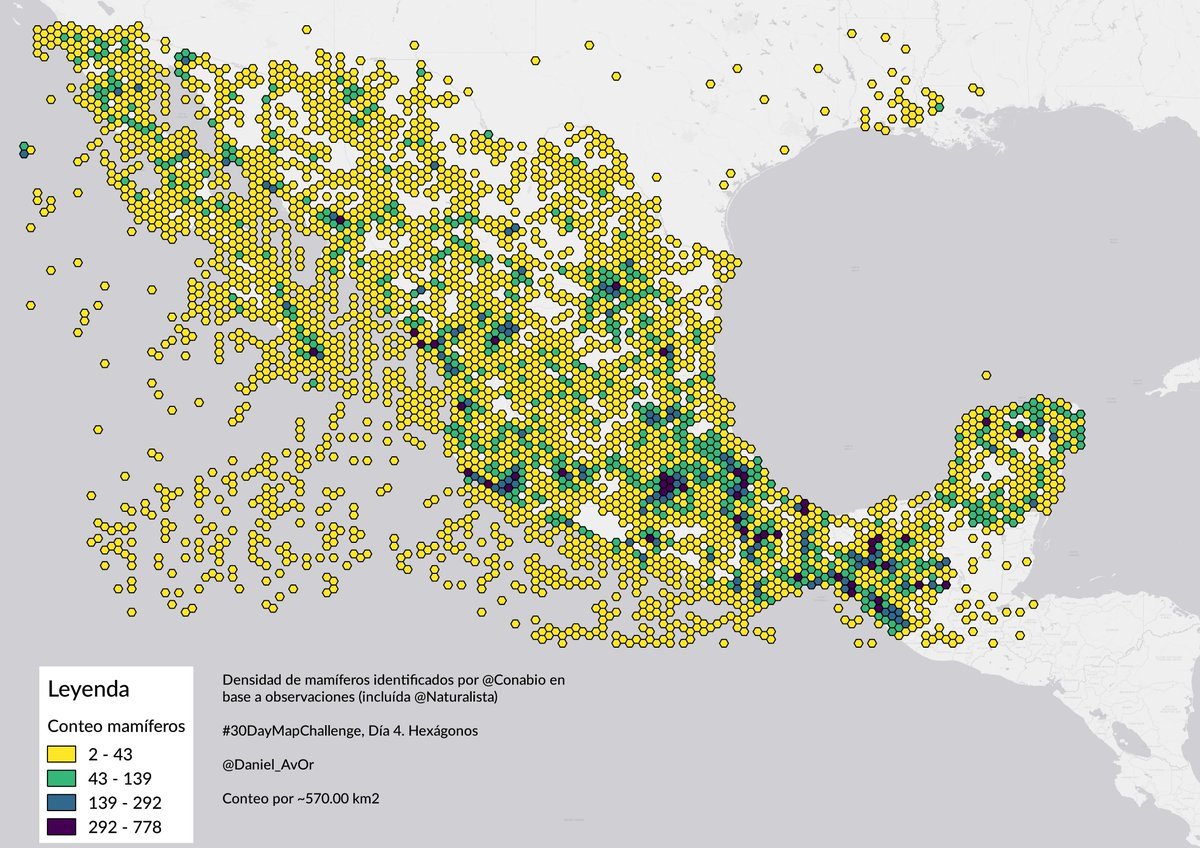 Leyenda
Conteo mamíferos
2 - 43
43 - 139
139 - 292
292 - 778
Densidad de mamíferos identificados por @Conabio en
base a observaciones (incluída @Naturalista)
#30DayMapChallenge, Día 4. Hexágonos
@Daniel_AvOr
Conteo por ~570.00 km2